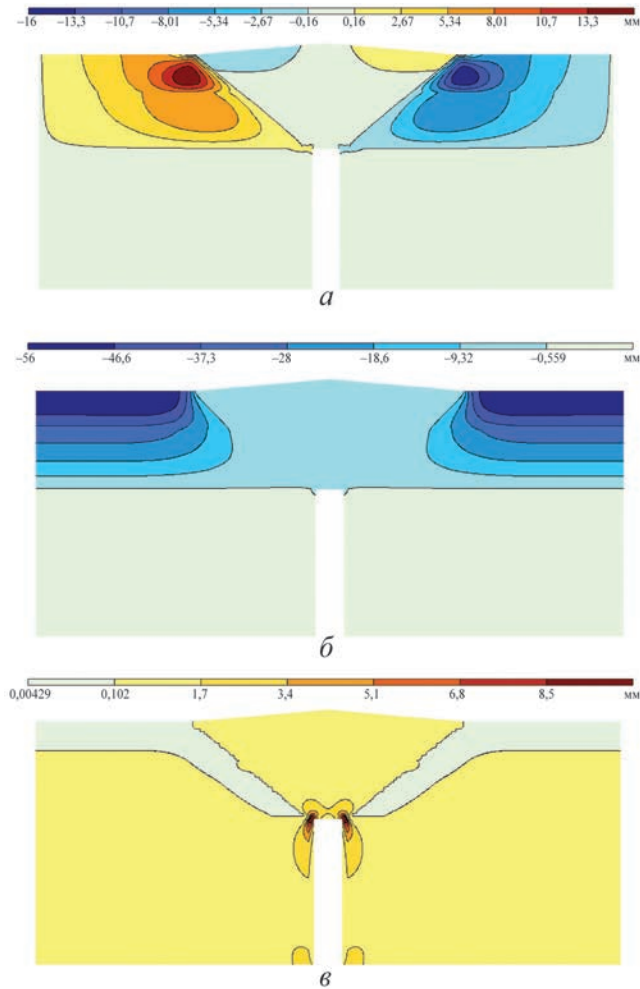 −16 −13,3 −10,7 −8,01 −5,34 −2,67 −0,16 0,16 2,67 5,34 8,01 10,7 13,3 мм
а
−56 −46,6 −37,3 −28 −18,6 −9,32 −0,559 мм
б
0,00429 0,102 1,7 3,4 5,1 6,8 8,5 мм
в